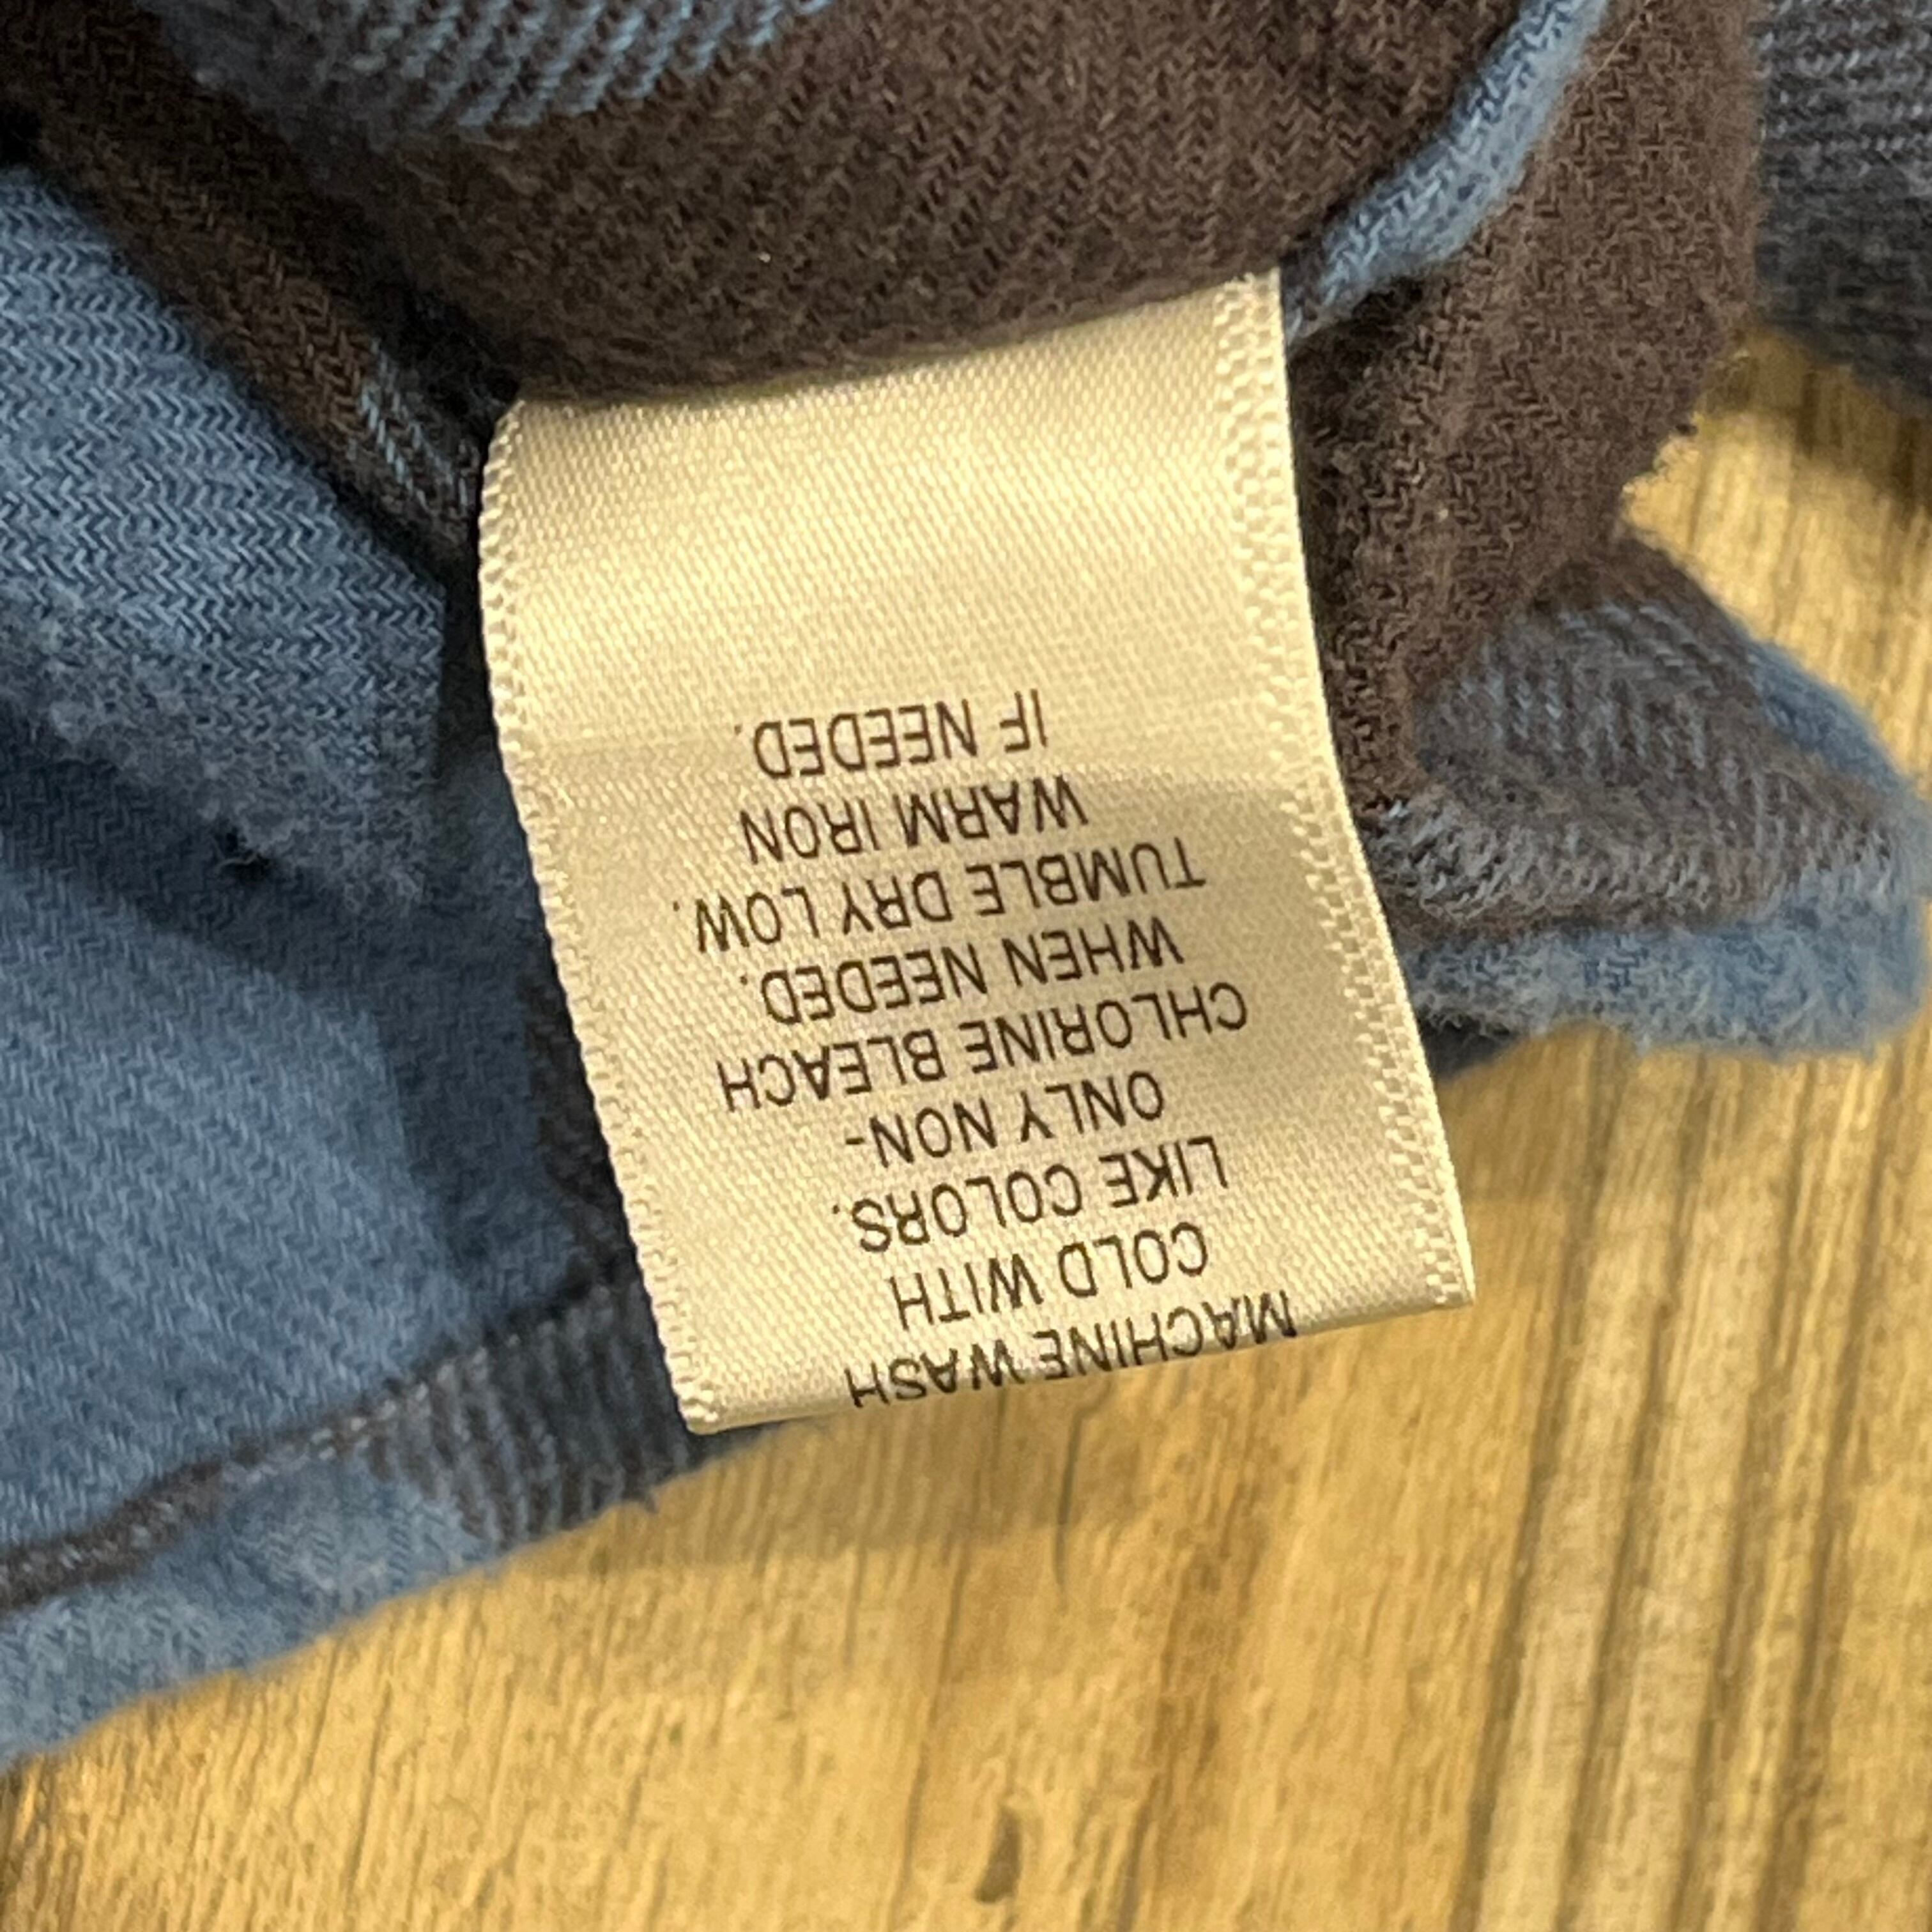 MACHINE WASH
COLD WITH
LIKE COLORS.
ONLY NON-
CHLORINE BLEACH
WHEN NEEDED.
TUMBLE DRY LOW.
WARM IRON
IF NEEDED.